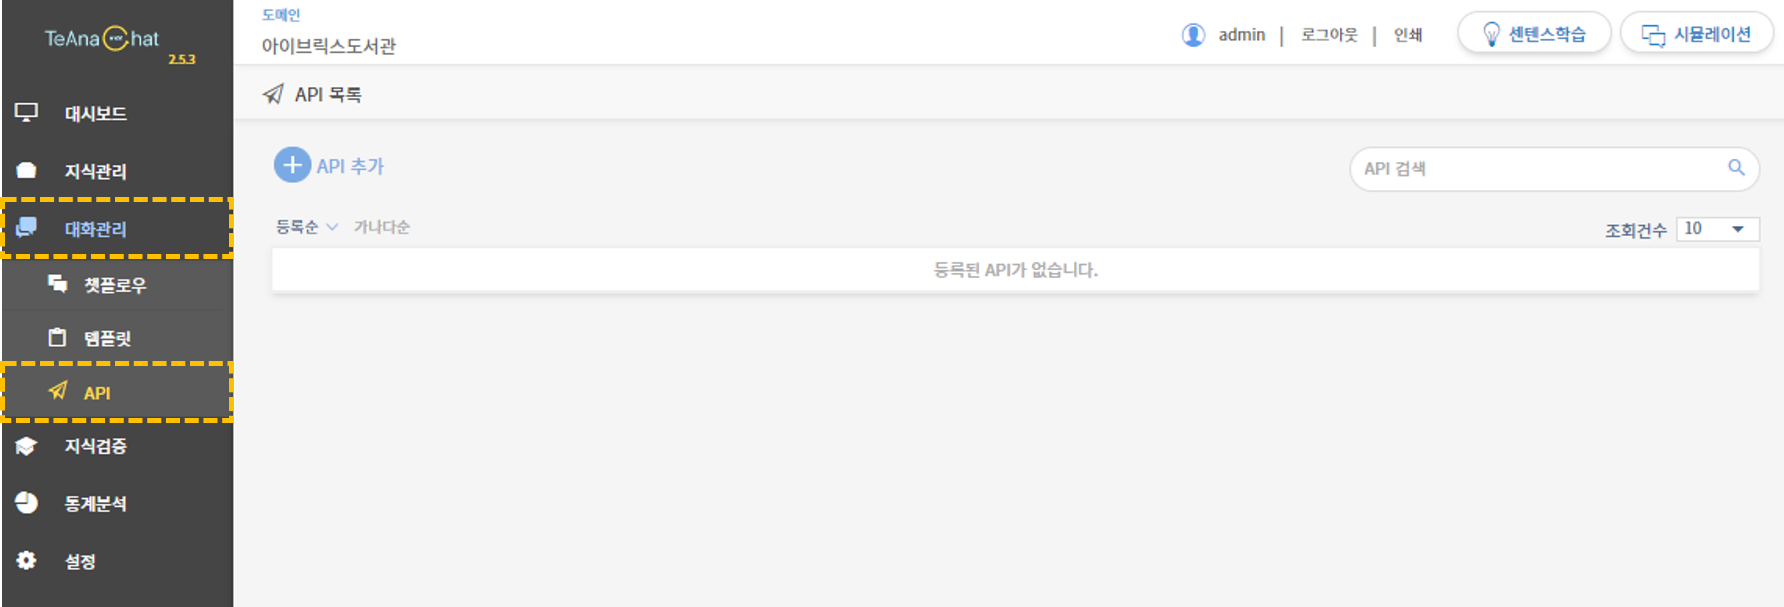 TeAna Chat
2.5.3
대시보드
지식관리
대화관리
챗플로우
템플릿
API
지식검증
통계분석
설정
도메인
아이브릭스도서관
admin | 로그아웃 | 인쇄
센텐스학습
시뮬레이션
API 목록
API 추가
API 검색
등록순 가나다순
조회건수 10
등록된 API가 없습니다.